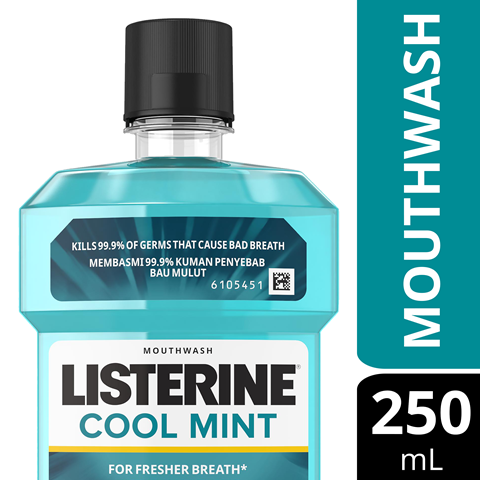 KILLS 99.9% OF GERMS THAT CAUSE BAD BREATH
MEMBASMI 99.9% KUMAN PENYEBAB
BAU MULUT
6105451
MOUTHWASH
LISTERINE®
COOL MINT
FOR FRESHER BREATH*
MOUTHWASH
250
mL